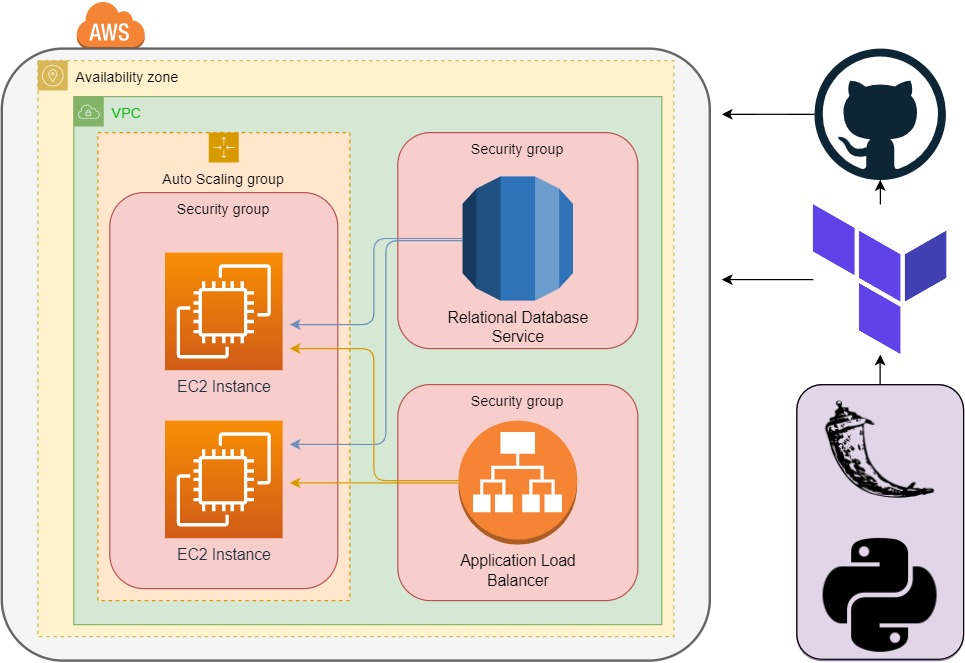 AWS
Availability zone
VPC
Auto Scaling group
Security group
EC2 Instance
EC2 Instance
Security group
Relational Database
Service
Security group
Application Load
Balancer